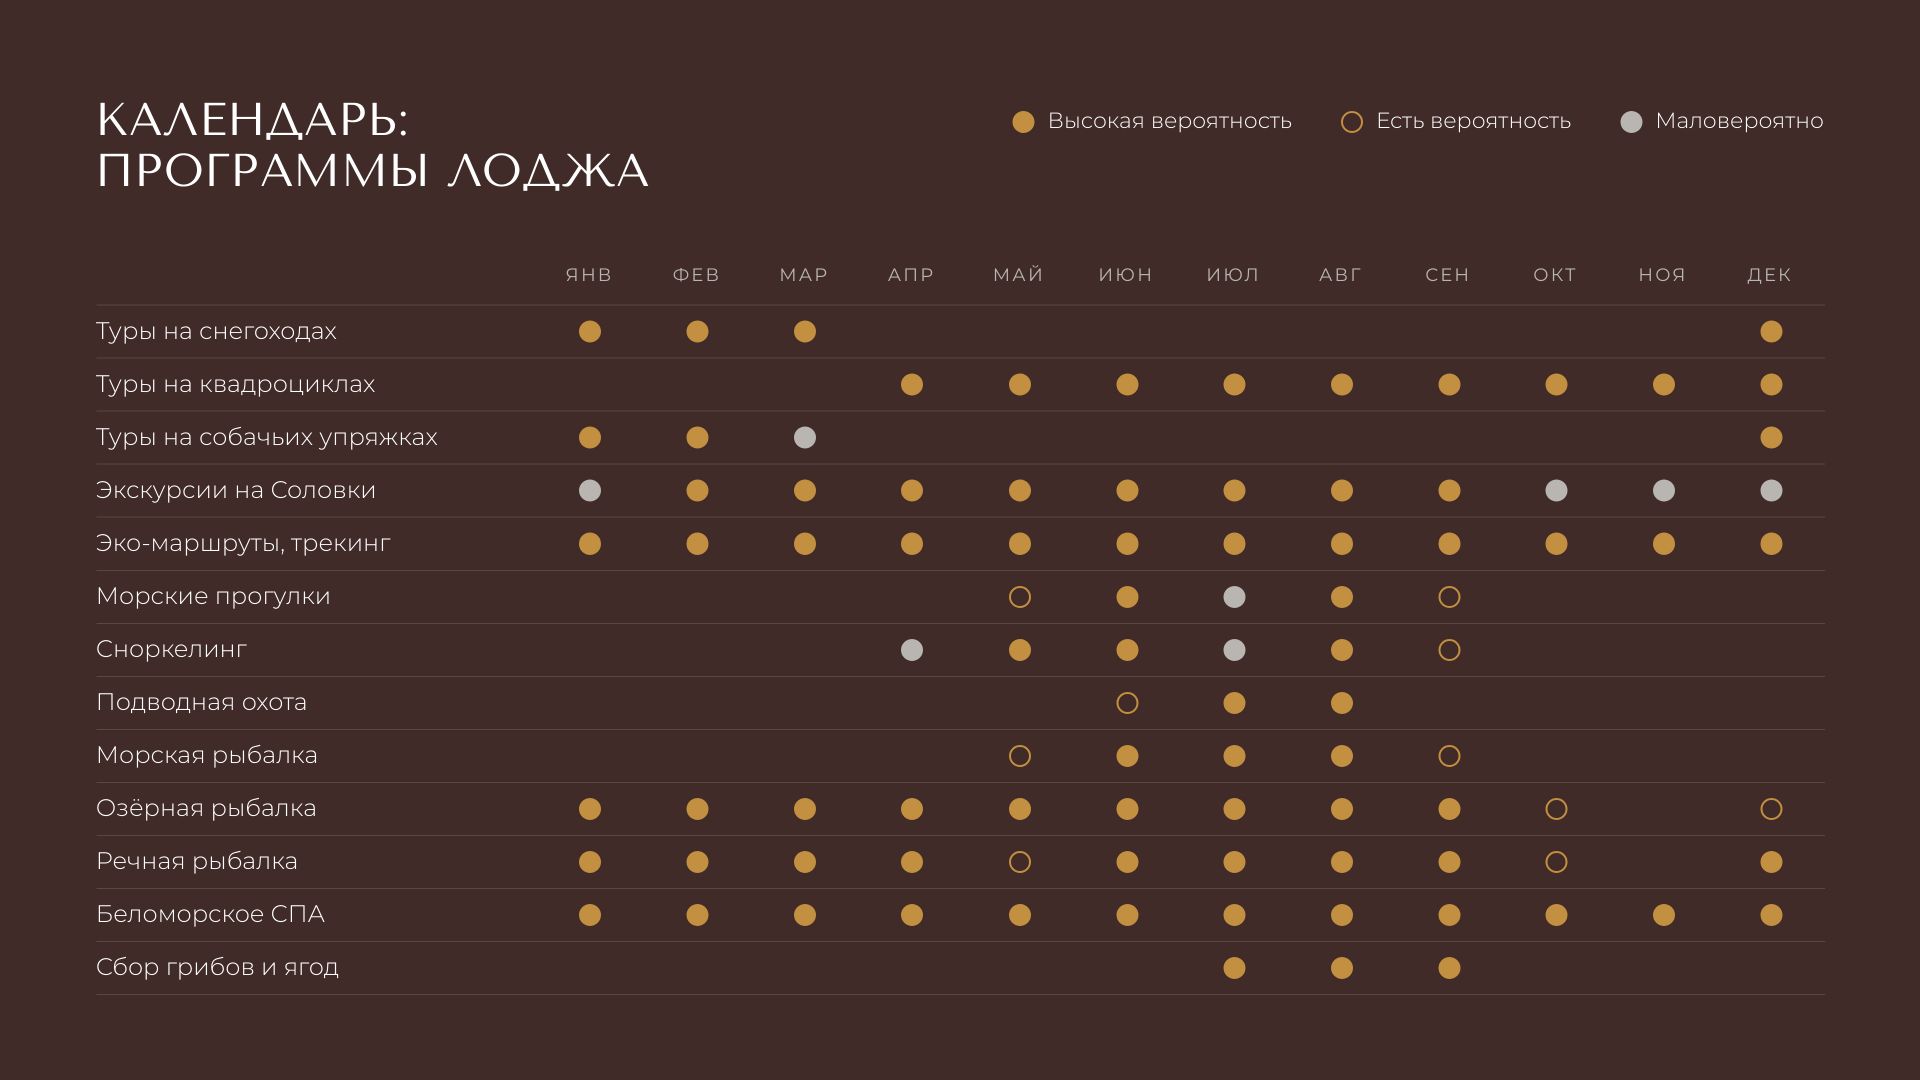 КАЛЕНДАРЬ:
ПРОГРАММЫ ЛОДЖА
Высокая вероятность Есть вероятность Маловероятно
ЯНВ ФЕВ МАР АПР МАЙ ИЮН ИЮЛ АВГ СЕН ОКТ НОЯ ДЕК
Туры на снегоходах
Туры на квадроциклах
Туры на собачьих упряжках
Экскурсии на Соловки
Эко-маршруты, трекинг
Морские прогулки
Сноркелинг
Подводная охота
Морская рыбалка
Озёрная рыбалка
Речная рыбалка
Беломорское СПА
Сбор грибов и ягод